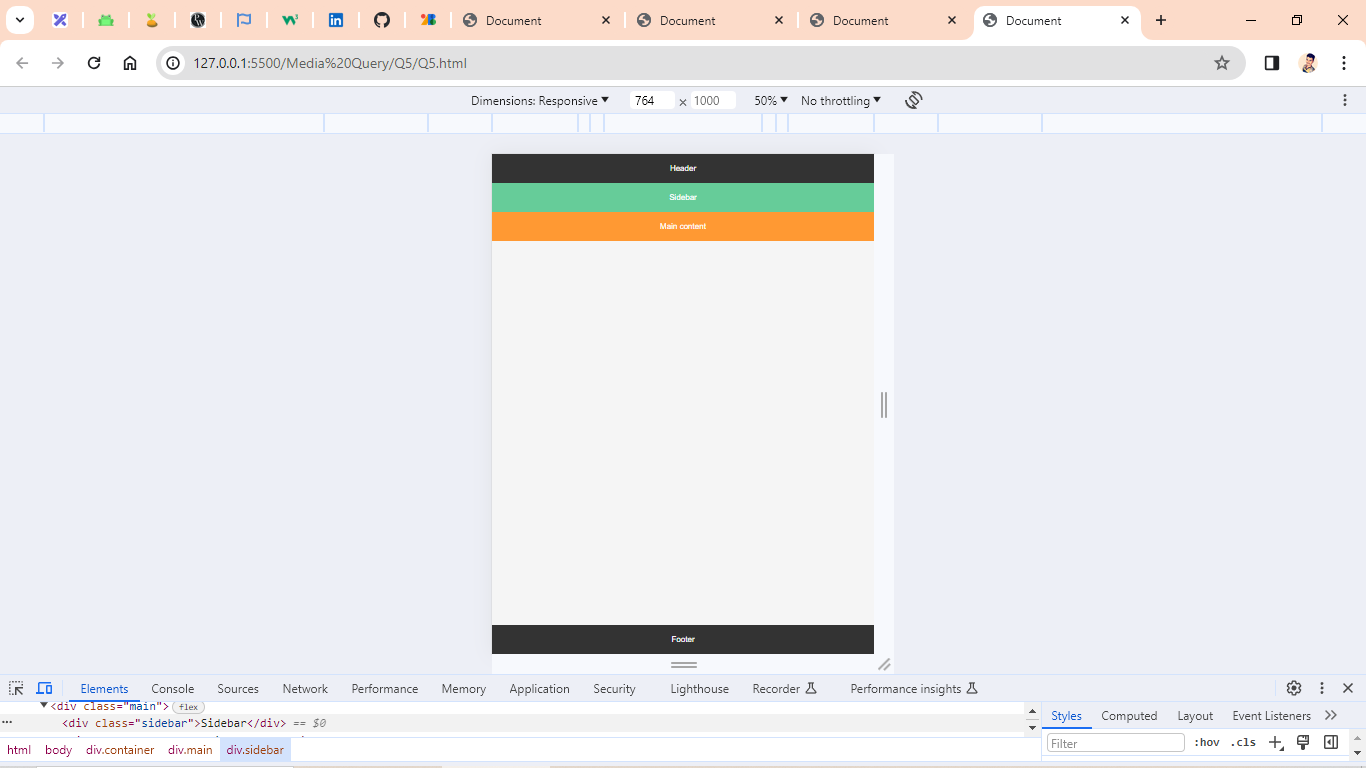 Document Document Document Document
127.0.0.1:5500/Media%20Query/Q5/Q5.html
Dimensions: Responsive 764 × 1000 50% No throttling
Header
Sidebar
Main content
Footer
Elements Console Sources Network Performance Memory Application Security Lighthouse Recorder Performance insights
<div class="main"> flex
... <div class="sidebar">Sidebar</div> == $0
html body div.container div.main div.sidebar
Styles Computed Layout Event Listeners
Filter :hov .cls